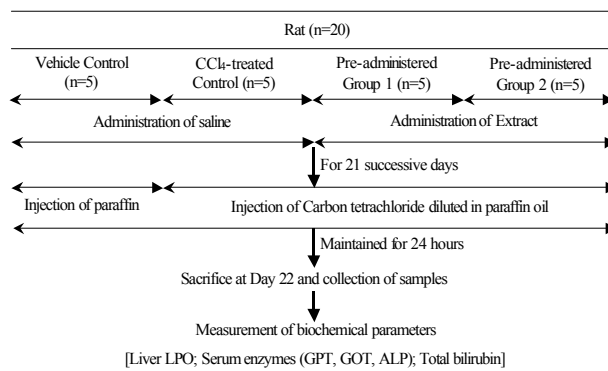 Rat (n=20)
Vehicle Control
(n=5)
CCl₄-treated
Control (n=5)
Pre-administered
Group 1 (n=5)
Pre-administered
Group 2 (n=5)
Administration of saline
Administration of Extract
For 21 successive days
Injection of paraffin
Injection of Carbon tetrachloride diluted in paraffin oil
Maintained for 24 hours
Sacrifice at Day 22 and collection of samples
Measurement of biochemical parameters
[Liver LPO; Serum enzymes (GPT, GOT, ALP); Total bilirubin]